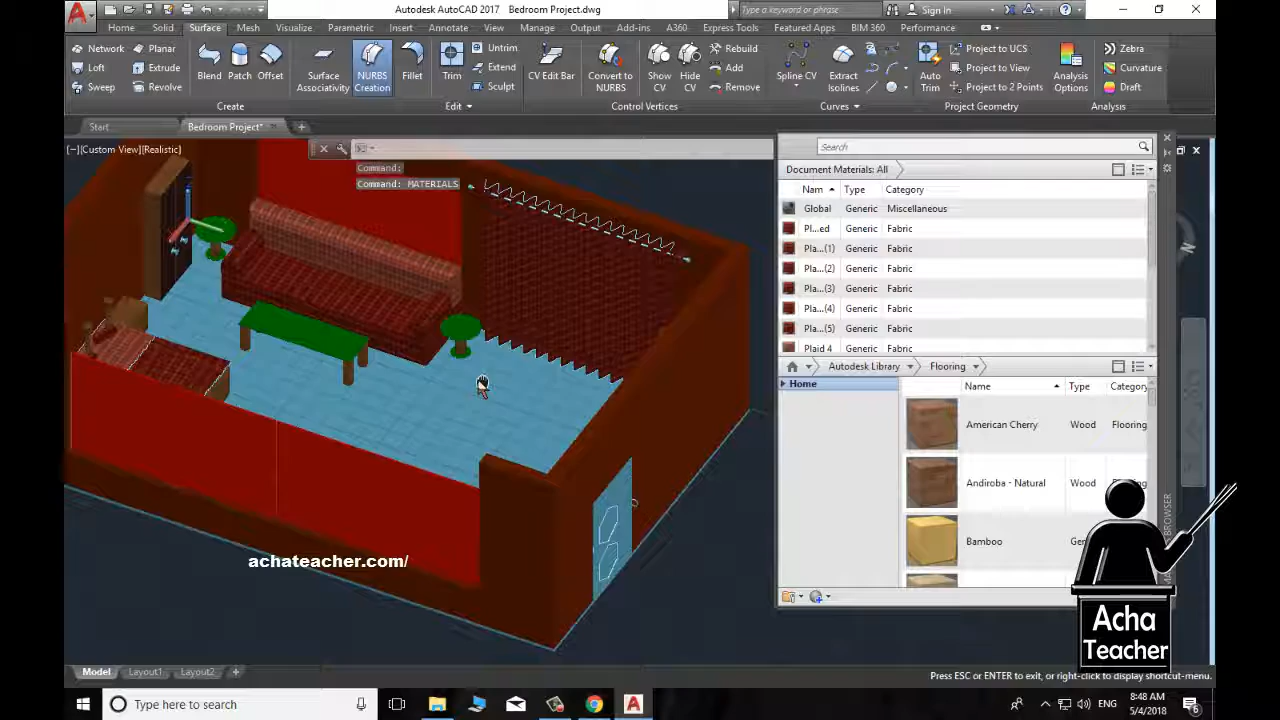 Autodesk AutoCAD 2017 Bedroom Project.dwg
Type a keyword or phrase
Sign In
Home Solid Surface Mesh Visualize Parametric Insert Annotate View Manage Output Add-ins A360 Express Tools Featured Apps BIM 360 Performance
Network Planar
Loft Extrude
Sweep Revolve
Blend Patch Offset
Surface Associativity
NURBS Creation
Fillet
Trim
Untrim
Extend
Sculpt
CV Edit Bar
Convert to NURBS
Show CV
Hide CV
Rebuild
Add
Remove
Spline CV
Extract Isolines
Auto Trim
Project to UCS
Project to View
Project to 2 Points
Analysis Options
Zebra
Curvature
Draft
Create Edit Control Vertices Curves Project Geometry Analysis
Start Bedroom Project*
[−][Custom View][Realistic]
Command:
Command: MATERIALS
Search
Document Materials: All
Nam Type Category
Global Generic Miscellaneous
Pl...ed Generic Fabric
Pla...(1) Generic Fabric
Pla...(2) Generic Fabric
Pla...(3) Generic Fabric
Pla...(4) Generic Fabric
Pla...(5) Generic Fabric
Plaid 4 Generic Fabric
Autodesk Library Flooring
Home
Name Type Category
American Cherry Wood Flooring
Andiroba - Natural Wood
Bamboo Ge
BROWSER
achateacher.com/
Acha
Teacher
Model Layout1 Layout2 +
Press ESC or ENTER to exit, or right-click to display shortcut-menu.
Type here to search
ENG
8:48 AM
5/4/2018
6